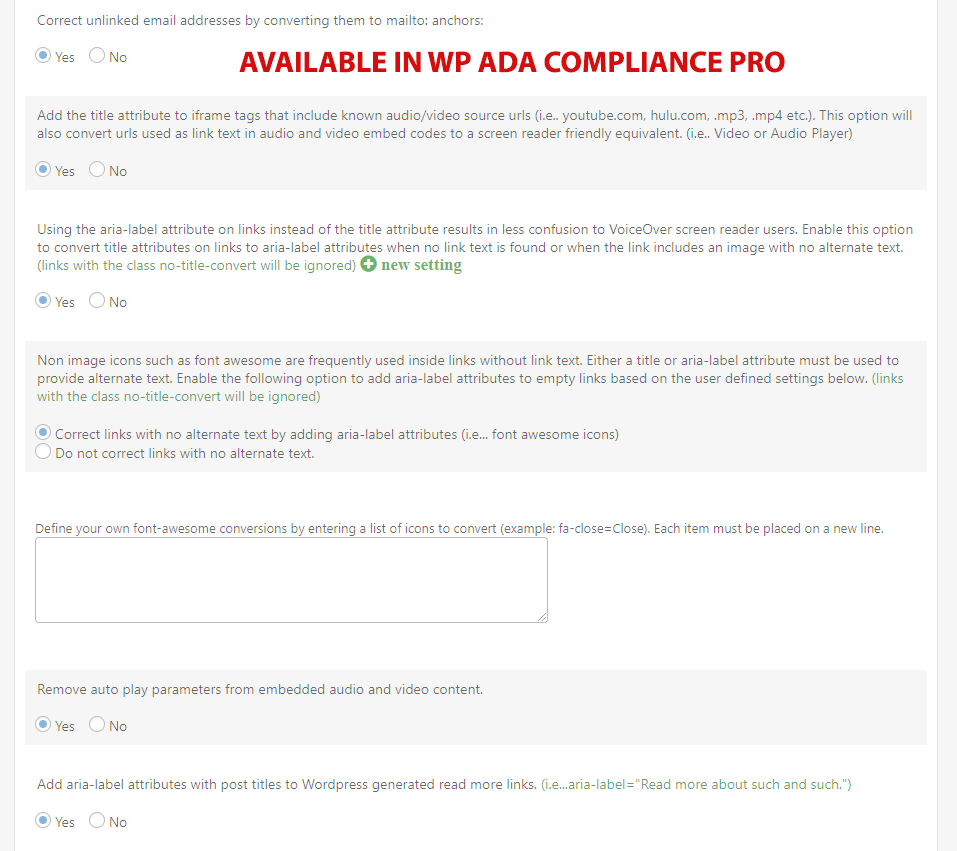 Correct unlinked email addresses by converting them to mailto: anchors:
Yes No
AVAILABLE IN WP ADA COMPLIANCE PRO
Add the title attribute to iframe tags that include known audio/video source urls (i.e.. youtube.com, hulu.com, .mp3, .mp4 etc.). This option will
also convert urls used as link text in audio and video embed codes to a screen reader friendly equivalent. (i.e.. Video or Audio Player)
Yes No
Using the aria-label attribute on links instead of the title attribute results in less confusion to VoiceOver screen reader users. Enable this option
to convert title attributes on links to aria-label attributes when no link text is found or when the link includes an image with no alternate text.
(links with the class no-title-convert will be ignored) new setting
Yes No
Non image icons such as font awesome are frequently used inside links without link text. Either a title or aria-label attribute must be used to
provide alternate text. Enable the following option to add aria-label attributes to empty links based on the user defined settings below. (links
with the class no-title-convert will be ignored)
Correct links with no alternate text by adding aria-label attributes (i.e... font awesome icons)
Do not correct links with no alternate text.
Define your own font-awesome conversions by entering a list of icons to convert (example: fa-close=Close). Each item must be placed on a new line.
Remove auto play parameters from embedded audio and video content.
Yes No
Add aria-label attributes with post titles to Wordpress generated read more links. (i.e...aria-label="Read more about such and such.")
Yes No